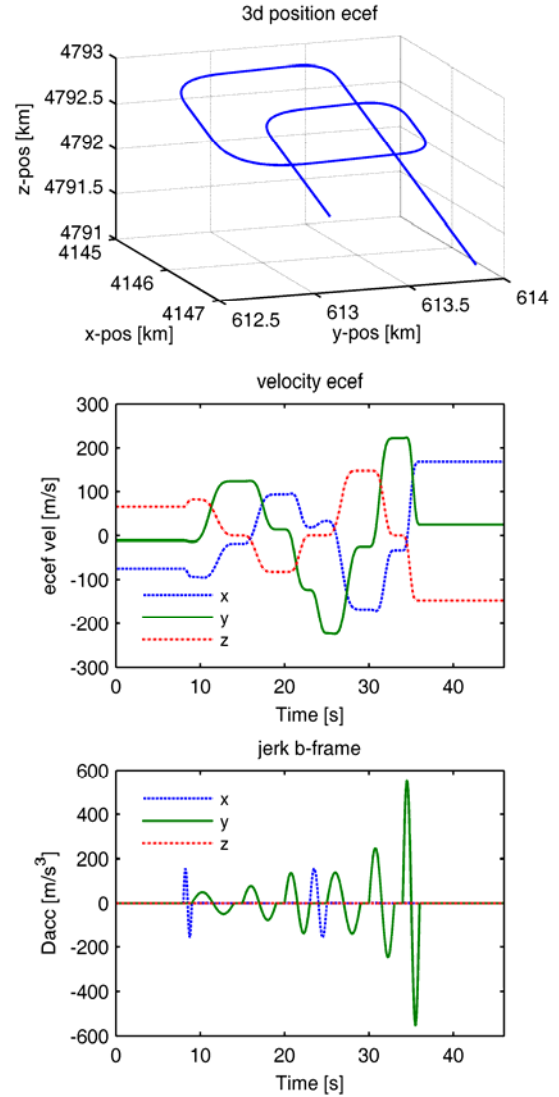 3d position ecef
4793
4792.5
4792
4791.5
4791
z-pos [km]
4145
4146
4147
x-pos [km]
612.5
613
613.5
614
y-pos [km]
velocity ecef
300
200
100
0
-100
-200
-300
ecef vel [m/s]
x
y
z
0 10 20 30 40
Time [s]
jerk b-frame
600
400
200
0
-200
-400
-600
Dacc [m/s³]
x
y
z
0 10 20 30 40
Time [s]